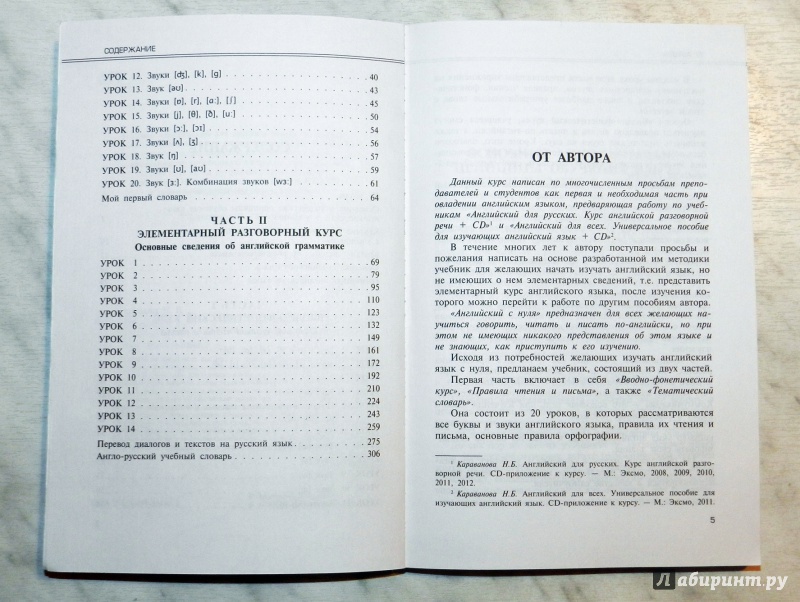 СОДЕРЖАНИЕ
УРОК 12. Звуки [ʤ], [k], [g] 40
УРОК 13. Звук [əʊ] 43
УРОК 14. Звуки [ɒ], [r], [ɑ:], [ʃ] 45
УРОК 15. Звуки [j], [θ], [ð], [u:] 50
УРОК 16. Звуки [ɔ:], [ɔɪ] 54
УРОК 17. Звуки [ʌ], [ʒ] 56
УРОК 18. Звук [ŋ] 57
УРОК 19. Звуки [ʊ], [aʊ] 59
УРОК 20. Звук [ɜ:]. Комбинация звуков [wɜ:] 61
Мой первый словарь 64
ЧАСТЬ II
ЭЛЕМЕНТАРНЫЙ РАЗГОВОРНЫЙ КУРС
Основные сведения об английской грамматике
УРОК 1 69
УРОК 2 79
УРОК 3 95
УРОК 4 110
УРОК 5 123
УРОК 6 132
УРОК 7 149
УРОК 8 161
УРОК 9 172
УРОК 10 192
УРОК 11 210
УРОК 12 224
УРОК 13 243
УРОК 14 259
Перевод диалогов и текстов на русский язык 275
Англо-русский учебный словарь 306
ОТ АВТОРА
Данный курс написан по многочисленным просьбам препо-
давателей и студентов как первая и необходимая часть при
овладении английским языком, предваряющая работу по учеб-
никам «Английский для русских. Курс английской разговорной
речи + CD»¹ и «Английский для всех. Универсальное пособие
для изучающих английский язык + CD»².
В течение многих лет к автору поступали просьбы и
пожелания написать на основе разработанной им методики
учебник для желающих начать изучать английский язык, но
не имеющих о нем элементарных сведений, т.е. представить
элементарный курс английского языка, после изучения ко-
торого можно перейти к работе по другим пособиям автора.
«Английский с нуля» предназначен для всех желающих на-
учиться говорить, читать и писать по-английски, но при
этом не имеющих никакого представления об этом языке и
не знающих, как приступить к его изучению.
Исходя из потребностей желающих изучать английский
язык с нуля, предланаем учебник, состоящий из двух частей.
Первая часть включает в себя «Вводно-фонетический
курс», «Правила чтения и письма», а также «Тематический
словарь».
Она состоит из 20 уроков, в которых рассматриваются
все буквы и звуки английского языка, правила их чтения и
письма, основные правила орфографии.
¹ Караванова Н.Б. Английский для русских. Курс английской разго-
ворной речи. CD-приложение к курсу. — М.: Эксмо, 2008, 2009, 2010,
2011, 2012.
² Караванова Н.Б. Английский для всех. Универсальное пособие для
изучающих английский язык. CD-приложение к курсу. — М.: Эксмо, 2011.
5
Лабиринт.ру